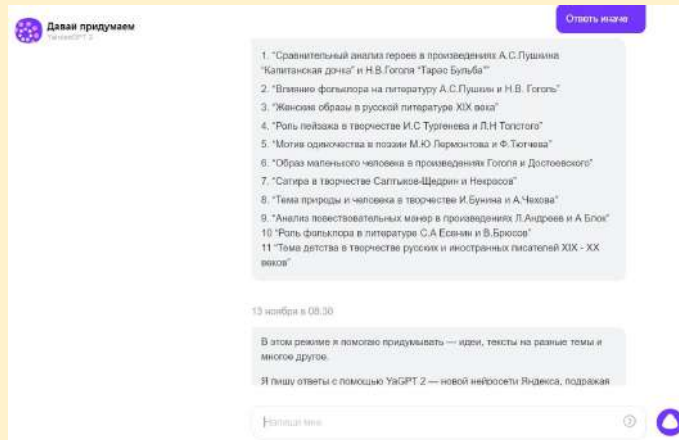 Ответь иначе
Давай придумаем
YandexGPT 2
1. "Сравнительный анализ героев в произведениях А.С.Пушкина
"Капитанская дочка" и Н.В.Гоголя "Тарас Бульба""
2. "Влияние фольклора на литературу А.С.Пушкин и Н.В. Гоголь"
3. "Женские образы в русской литературе XIX века"
4. "Роль пейзажа в творчестве И.С Тургенева и Л.Н Толстого"
5. "Мотив одиночества в поэзии М.Ю Лермонтова и Ф.Тютчева"
6. "Образ маленького человека в произведениях Гоголя и Достоевского"
7. "Сатира в творчестве Салтыков-Щедрин и Некрасов"
8. "Тема природы и человека в творчестве И.Бунина и А.Чехова"
9. "Анализ повествовательных манер в произведениях Л.Андреев и А Блок"
10 "Роль фольклора в литературе С.А Есенин и В.Брюсов"
11 "Тема детства в творчестве русских и иностранных писателей XIX - XX
веков"
13 ноября в 08:30
В этом режиме я помогаю придумывать — идеи, тексты на разные темы и
многое другое.
Я пишу ответы с помощью YaGPT 2 — новой нейросети Яндекса, подражая
Напиши мне